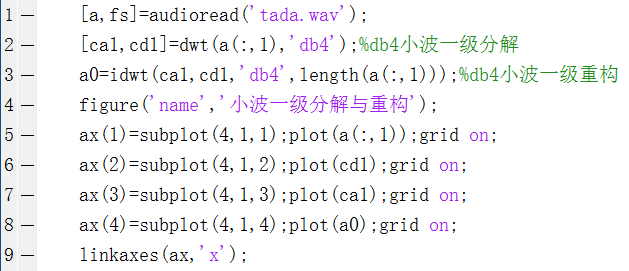 1 — [a,fs]=audioread('tada.wav');
2 — [ca1,cd1]=dwt(a(:,1),'db4');%db4小波一级分解
3 — a0=idwt(ca1,cd1,'db4',length(a(:,1)));%db4小波一级重构
4 — figure('name','小波一级分解与重构');
5 — ax(1)=subplot(4,1,1);plot(a(:,1));grid on;
6 — ax(2)=subplot(4,1,2);plot(cd1);grid on;
7 — ax(3)=subplot(4,1,3);plot(ca1);grid on;
8 — ax(4)=subplot(4,1,4);plot(a0);grid on;
9 — linkaxes(ax,'x');